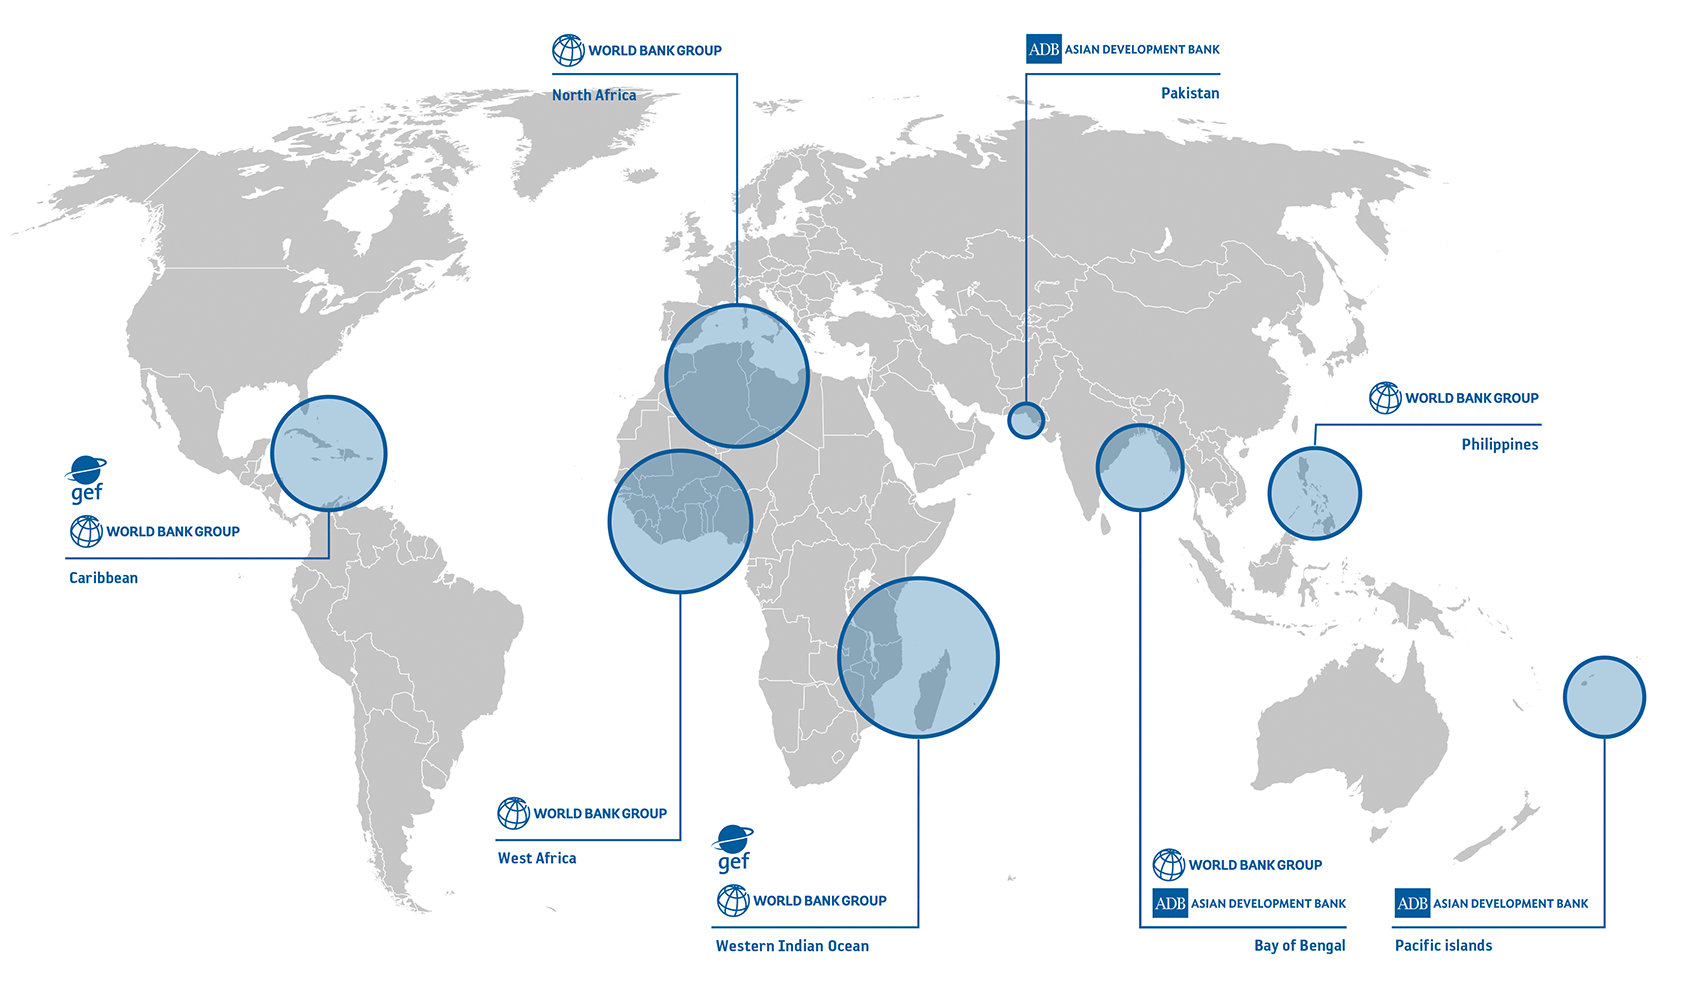 WORLD BANK GROUP
North Africa
ADB ASIAN DEVELOPMENT BANK
Pakistan
WORLD BANK GROUP
Philippines
gef
WORLD BANK GROUP
Caribbean
WORLD BANK GROUP
West Africa
gef
WORLD BANK GROUP
Western Indian Ocean
WORLD BANK GROUP
ADB ASIAN DEVELOPMENT BANK
Bay of Bengal
ADB ASIAN DEVELOPMENT BANK
Pacific islands